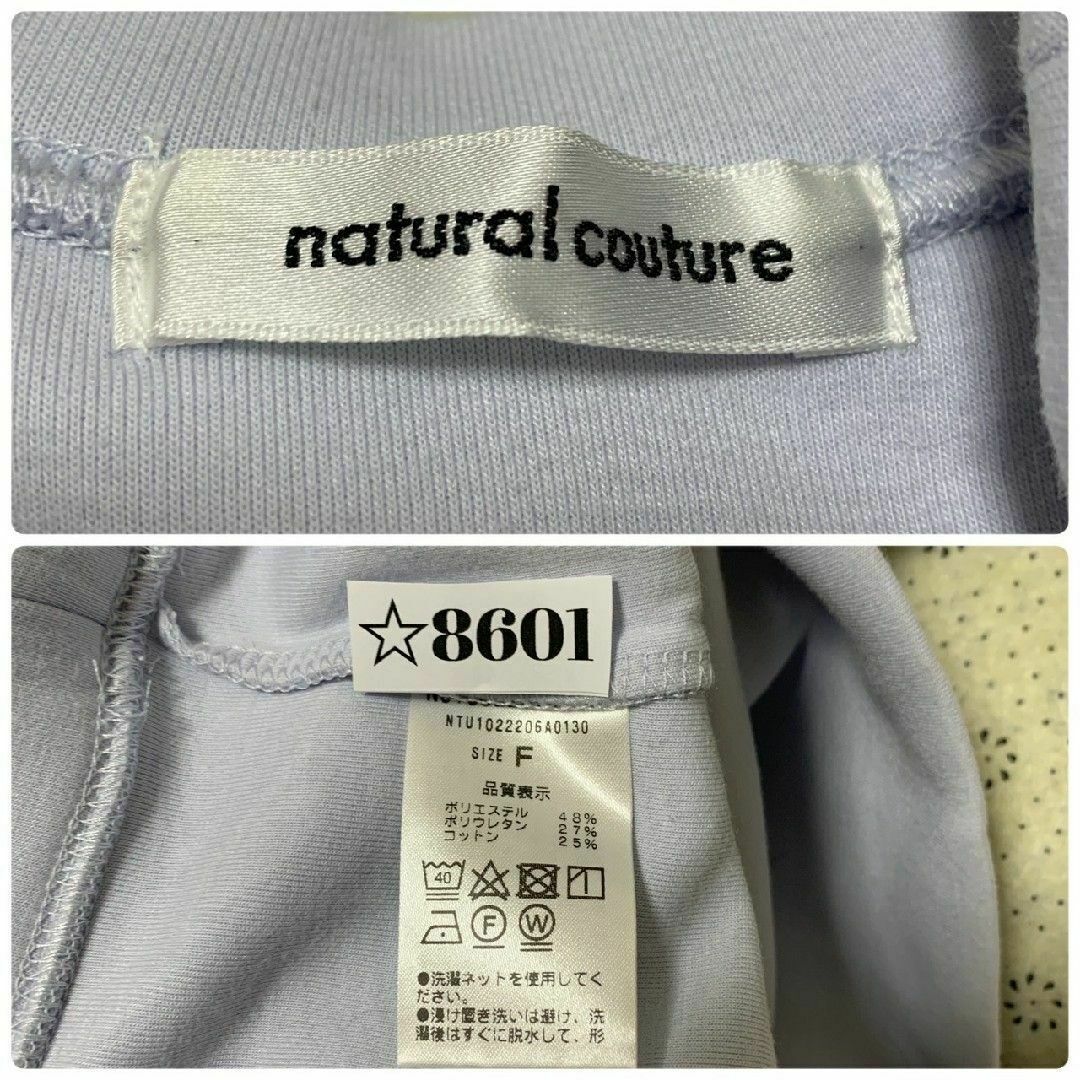 natural couture
☆8601
NTU1022206A0130
SIZE F
品質表示
ポリエステル 48%
ポリウレタン 27%
コットン 25%
40
F W
●洗濯ネットを使用してく
ださい。
●浸け置き洗いは避け、洗
濯後はすぐに脱水して、形